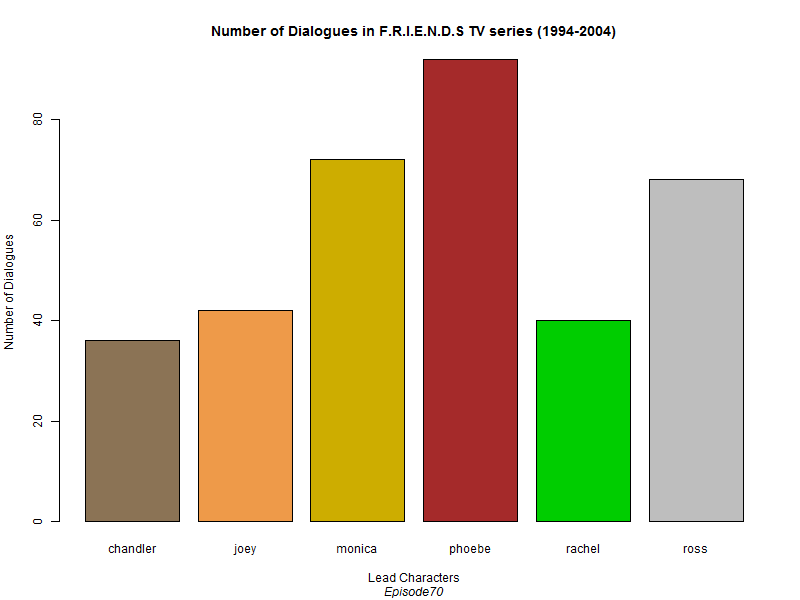 Number of Dialogues in F.R.I.E.N.D.S TV series (1994-2004)
Number of Dialogues
80
60
40
20
0
chandler joey monica phoebe rachel ross
Lead Characters
Episode70